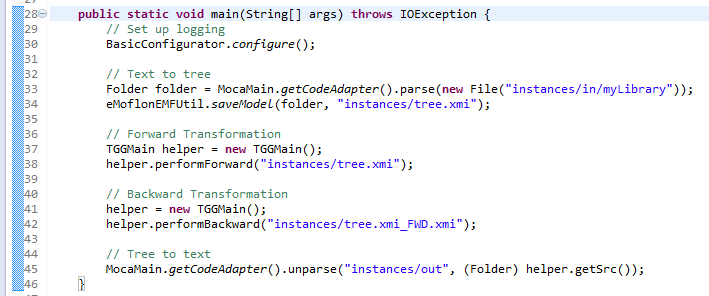 28 public static void main(String[] args) throws IOException {
29 // Set up logging
30 BasicConfigurator.configure();
31
32 // Text to tree
33 Folder folder = MocaMain.getCodeAdapter().parse(new File("instances/in/myLibrary"));
34 eMoflonEMFUtil.saveModel(folder, "instances/tree.xmi");
35
36 // Forward Transformation
37 TGGMain helper = new TGGMain();
38 helper.performForward("instances/tree.xmi");
39
40 // Backward Transformation
41 helper = new TGGMain();
42 helper.performBackward("instances/tree.xmi_FWD.xmi");
43
44 // Tree to text
45 MocaMain.getCodeAdapter().unparse("instances/out", (Folder) helper.getSrc());
46 }